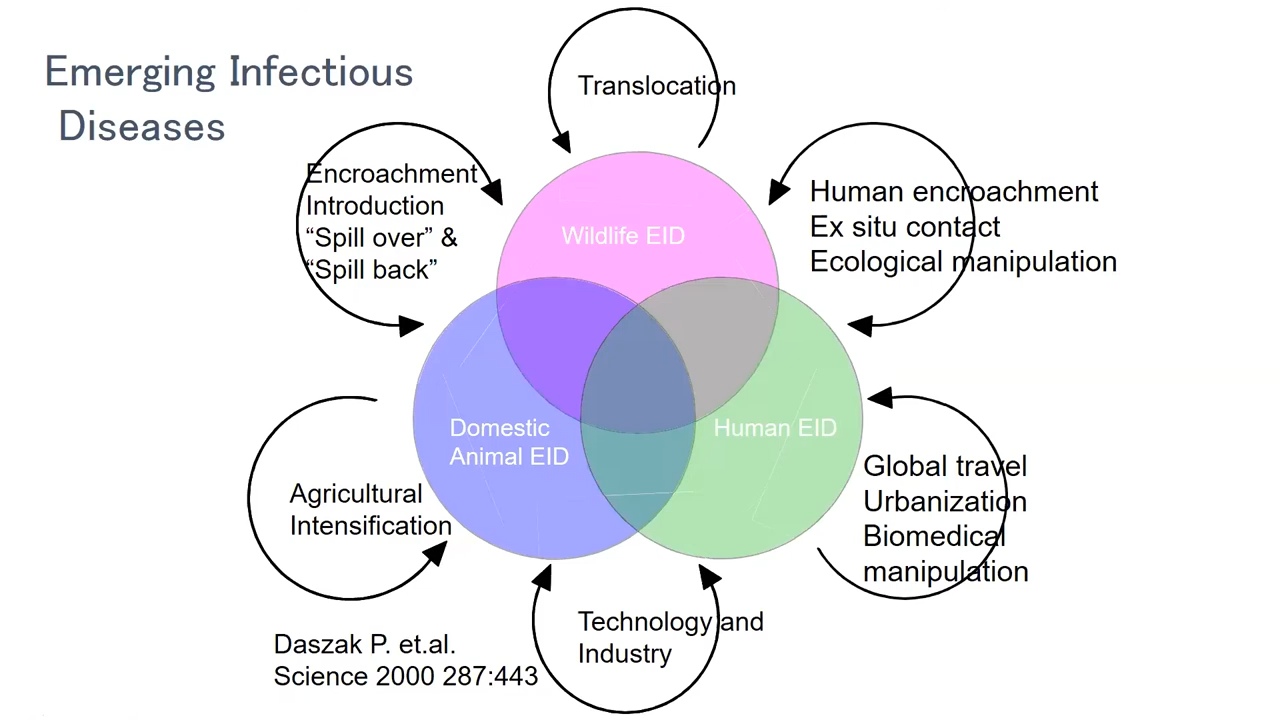 Emerging Infectious
Diseases
Translocation
Encroachment
Introduction
“Spill over” &
“Spill back”
Human encroachment
Ex situ contact
Ecological manipulation
Wildlife EID
Domestic
Animal EID
Human EID
Agricultural
Intensification
Global travel
Urbanization
Biomedical
manipulation
Technology and
Industry
Daszak P. et.al.
Science 2000 287:443